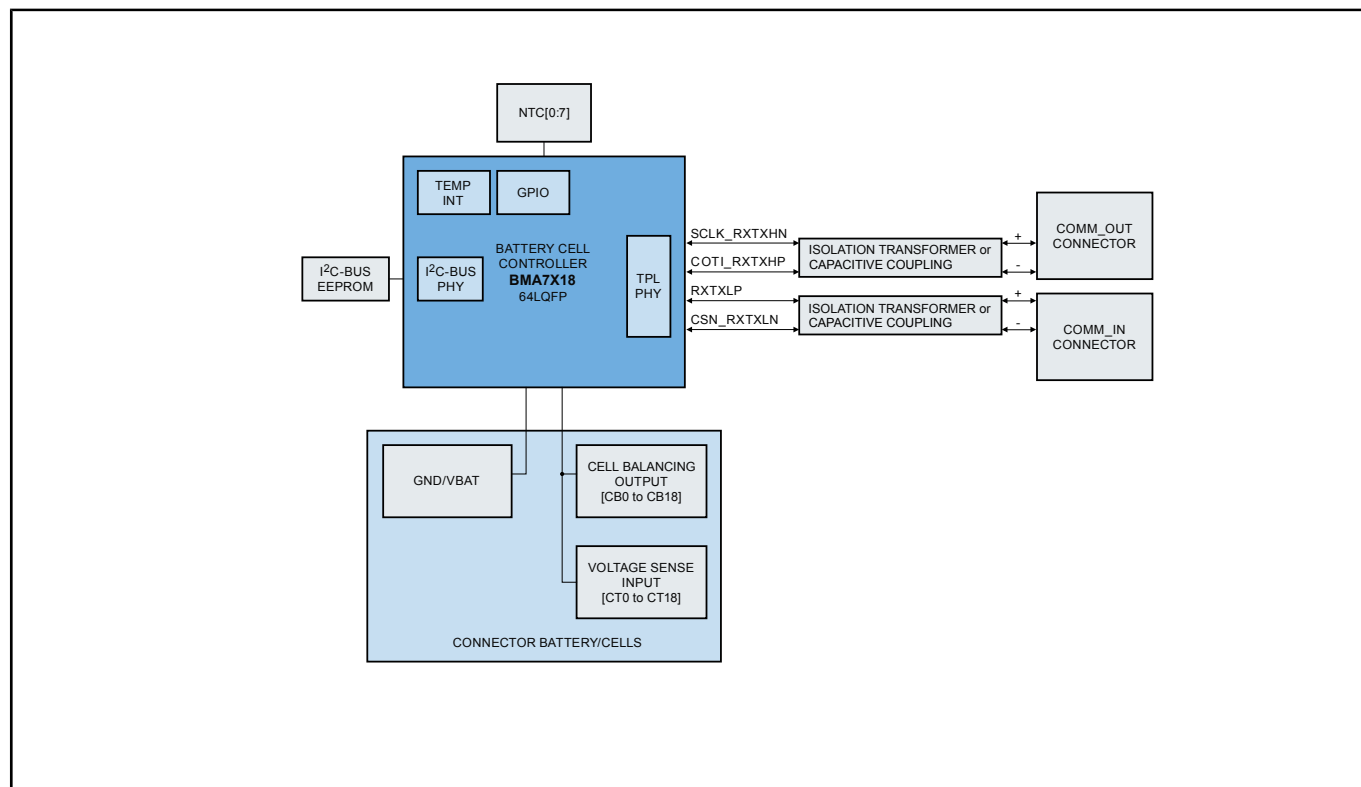 NTC[0:7]
TEMP
INT
GPIO
BATTERY CELL
CONTROLLER
BMA7X18
64LQFP
I²C-BUS
EEPROM
I²C-BUS
PHY
TPL
PHY
SCLK_RXTXHN
COTI_RXTXHP
RXTXLP
CSN_RXTXLN
ISOLATION TRANSFORMER or
CAPACITIVE COUPLING
ISOLATION TRANSFORMER or
CAPACITIVE COUPLING
+
-
+
-
COMM_OUT
CONNECTOR
COMM_IN
CONNECTOR
GND/VBAT
CELL BALANCING
OUTPUT
[CB0 to CB18]
VOLTAGE SENSE
INPUT
[CT0 to CT18]
CONNECTOR BATTERY/CELLS